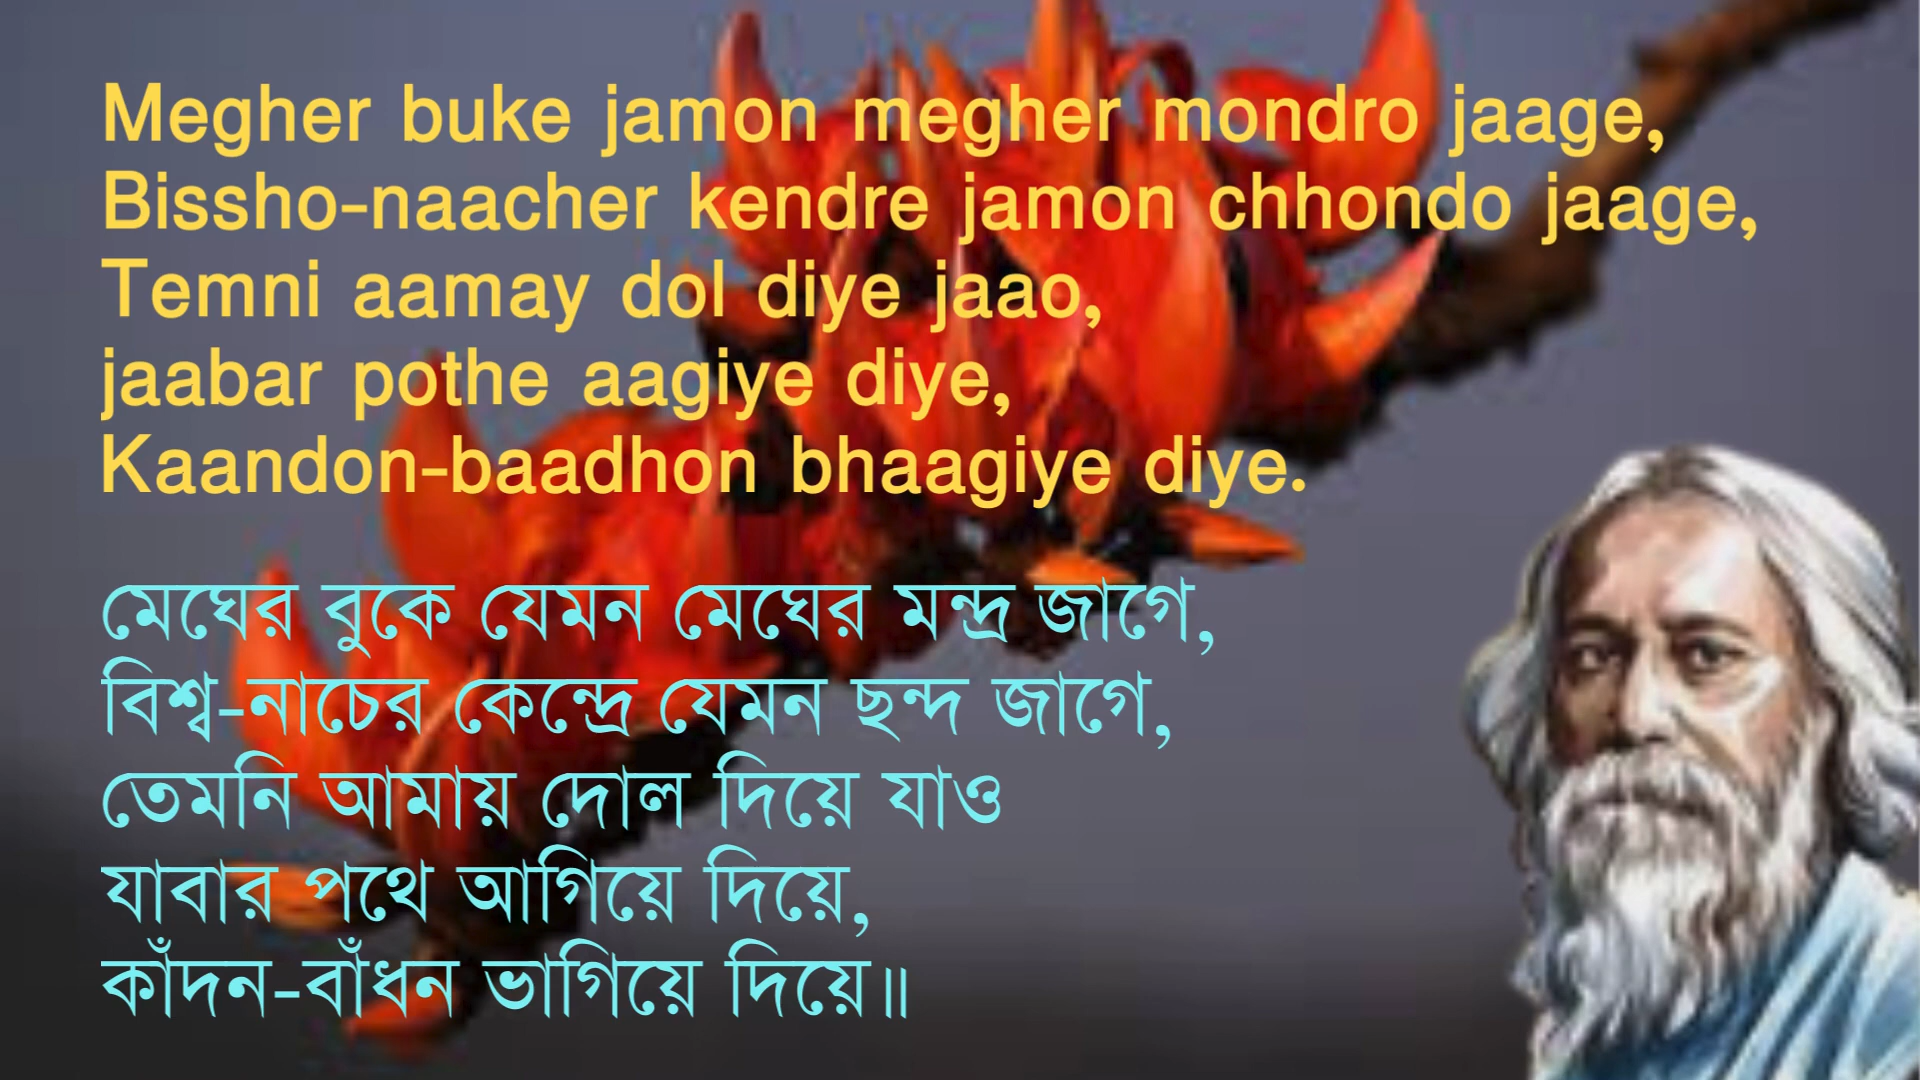 Megher buke jamon megher mondro jaage,
Bissho-naacher kendre jamon chhondo jaage,
Temni aamay dol diye jaao,
jaabar pothe aagiye diye,
Kaandon-baadhon bhaagiye diye.
মেঘের বুকে যেমন মেঘের মন্দ্র জাগে,
বিশ্ব-নাচের কেন্দ্রে যেমন ছন্দ জাগে,
তেমনি আমায় দোল দিয়ে যাও
যাবার পথে আগিয়ে দিয়ে,
কাঁদন-বাঁধন ভাগিয়ে দিয়ে॥